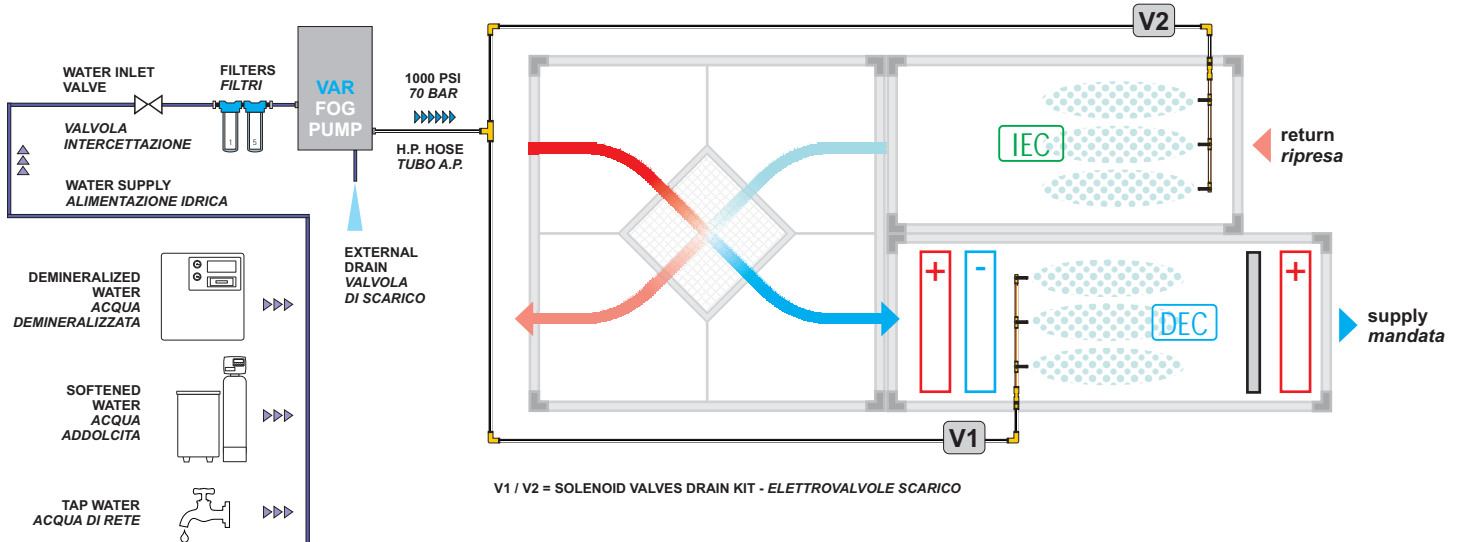 V2
WATER INLET
VALVE
FILTERS
FILTRI
1
5
VALVOLA
INTERCETTAZIONE
VAR
FOG
PUMP
1000 PSI
70 BAR
H.P. HOSE
TUBO A.P.
WATER SUPPLY
ALIMENTAZIONE IDRICA
EXTERNAL
DRAIN
VALVOLA
DI SCARICO
IEC
return
ripresa
DEMINERALIZED
WATER
ACQUA
DEMINERALIZZATA
SOFTENED
WATER
ACQUA
ADDOLCITA
TAP WATER
ACQUA DI RETE
+
-
DEC
+
supply
mandata
V1
V1 / V2 = SOLENOID VALVES DRAIN KIT - ELETTROVALVOLE SCARICO